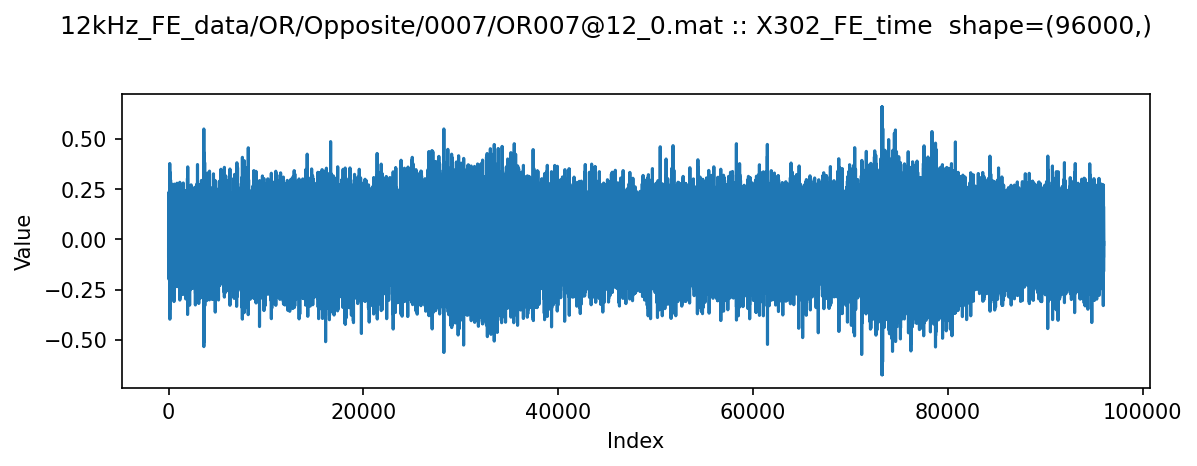 12kHz_FE_data/OR/Opposite/0007/OR007@12_0.mat :: X302_FE_time  shape=(96000,)
0.50
0.25
0.00
−0.25
−0.50
Value
0 20000 40000 60000 80000 100000
Index